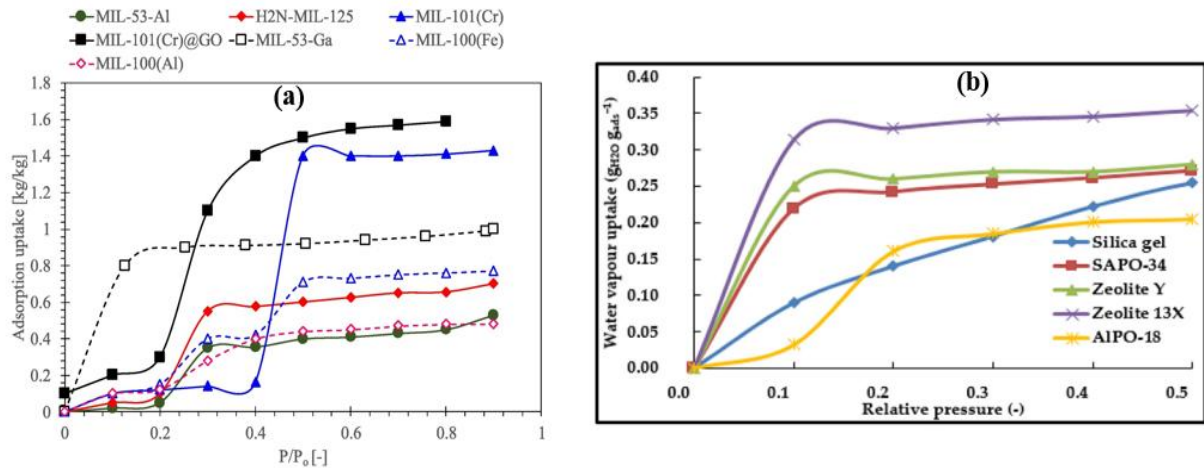 MIL-53-Al H2N-MIL-125 MIL-101(Cr)
MIL-101(Cr)@GO MIL-53-Ga MIL-100(Fe)
MIL-100(Al)
(a)
Adsorption uptake [kg/kg]
1.8
1.6
1.4
1.2
1
0.8
0.6
0.4
0.2
0
0 0.2 0.4 0.6 0.8 1
P/Po [-]
(b)
Water vapour uptake (gH2O gads-1)
0.40
0.35
0.30
0.25
0.20
0.15
0.10
0.05
0.00
Silica gel
SAPO-34
Zeolite Y
Zeolite 13X
AlPO-18
0.0 0.1 0.2 0.3 0.4 0.5
Relative pressure (-)